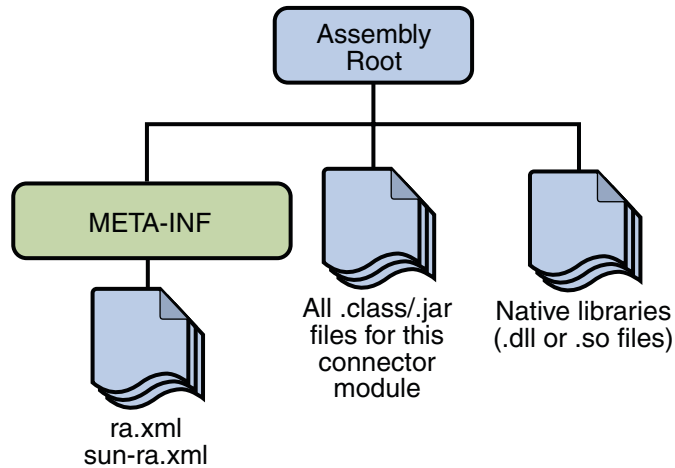 Assembly
Root
META-INF
All .class/.jar
files for this
connector
module
Native libraries
(.dll or .so files)
ra.xml
sun-ra.xml